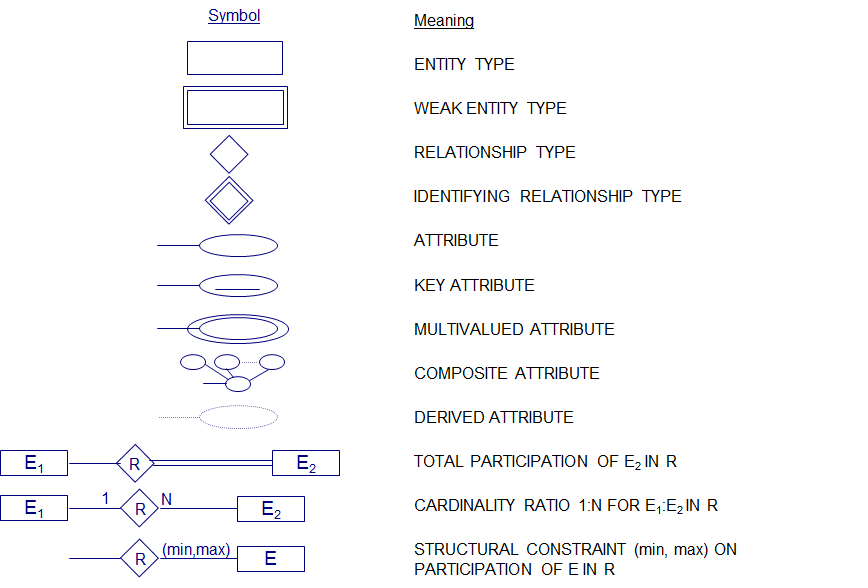 Symbol Meaning
ENTITY TYPE
WEAK ENTITY TYPE
RELATIONSHIP TYPE
IDENTIFYING RELATIONSHIP TYPE
ATTRIBUTE
KEY ATTRIBUTE
MULTIVALUED ATTRIBUTE
COMPOSITE ATTRIBUTE
DERIVED ATTRIBUTE
E₁ R E₂ TOTAL PARTICIPATION OF E₂ IN R
E₁ 1 R N E₂ CARDINALITY RATIO 1:N FOR E₁:E₂ IN R
R (min,max) E STRUCTURAL CONSTRAINT (min, max) ON
PARTICIPATION OF E IN R